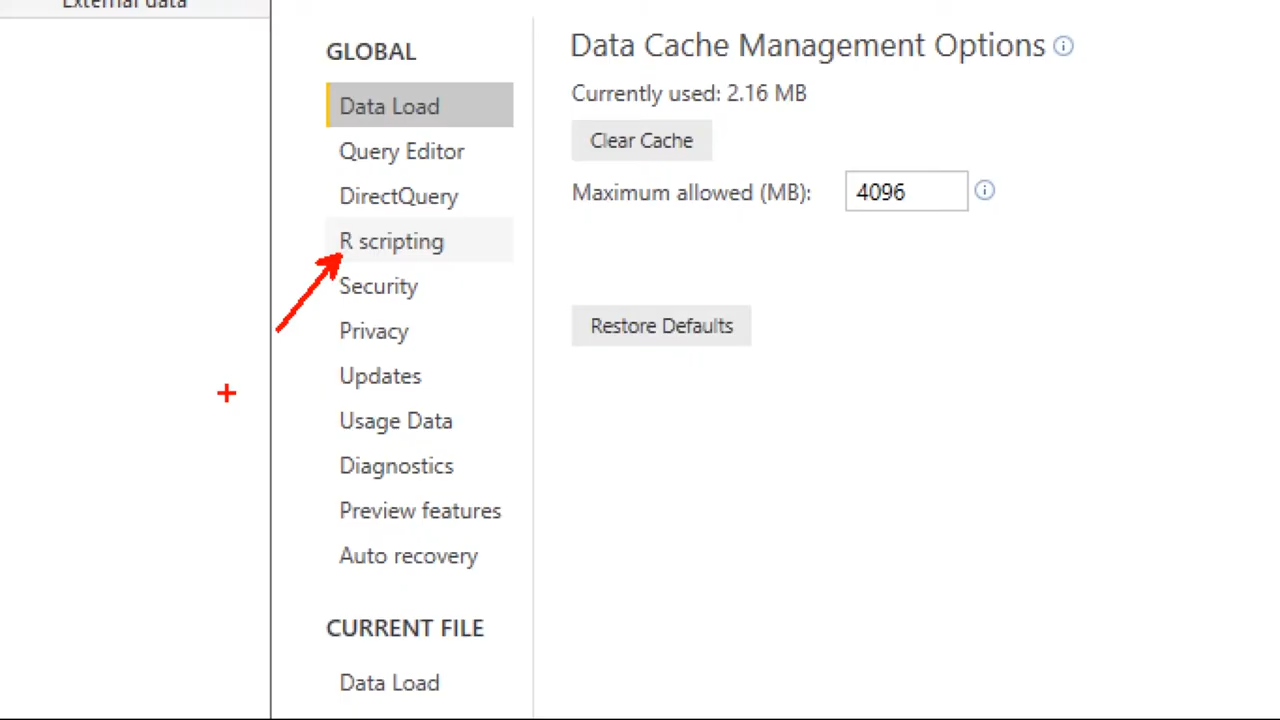 External data
GLOBAL
Data Load
Query Editor
DirectQuery
R scripting
Security
Privacy
Updates
Usage Data
Diagnostics
Preview features
Auto recovery
CURRENT FILE
Data Load
Data Cache Management Options
Currently used: 2.16 MB
Clear Cache
Maximum allowed (MB): 4096
Restore Defaults